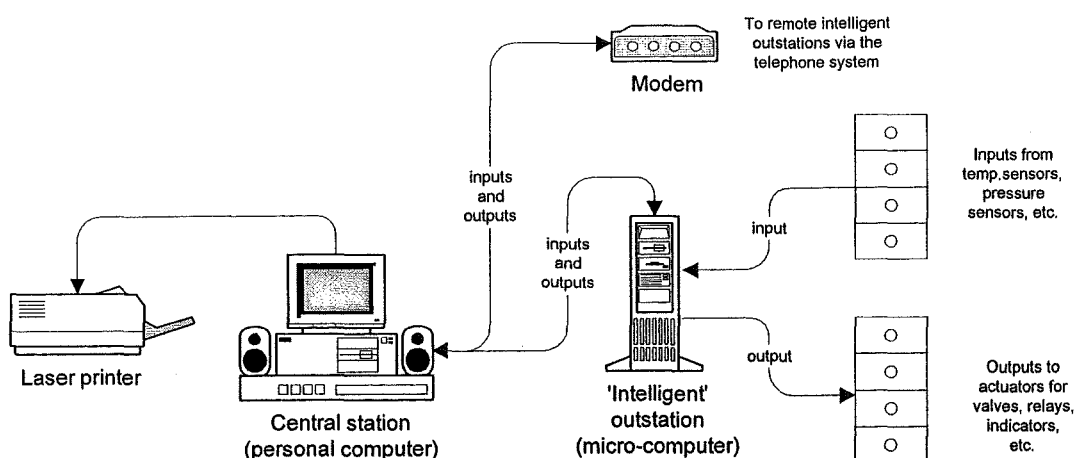 To remote intelligent
outstations via the
telephone system
Modem
inputs
and
outputs
inputs
and
outputs
input
Inputs from
temp,sensors,
pressure
sensors, etc.
output
Outputs to
actuators for
valves, relays,
indicators,
etc.
Laser printer
Central station
(personal computer)
'Intelligent'
outstation
(micro-computer)